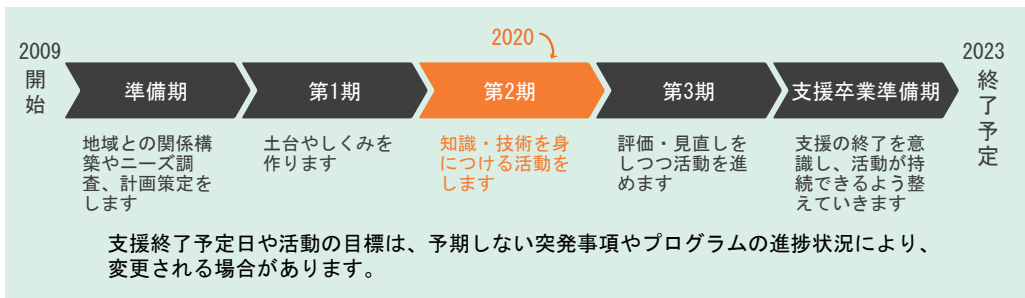 2020
2009
開始
準備期
第1期
第2期
第3期
支援卒業準備期
2023
終了予定
地域との関係構
築やニーズ調
査、計画策定を
します
土台やしくみを
作ります
知識・技術を身
につける活動を
します
評価・見直しを
しつつ活動を進
めます
支援の終了を意
識し、活動が持
続できるよう整
えていきます
支援終了予定日や活動の目標は、予期しない突発事項やプログラムの進捗状況により、
変更される場合があります。